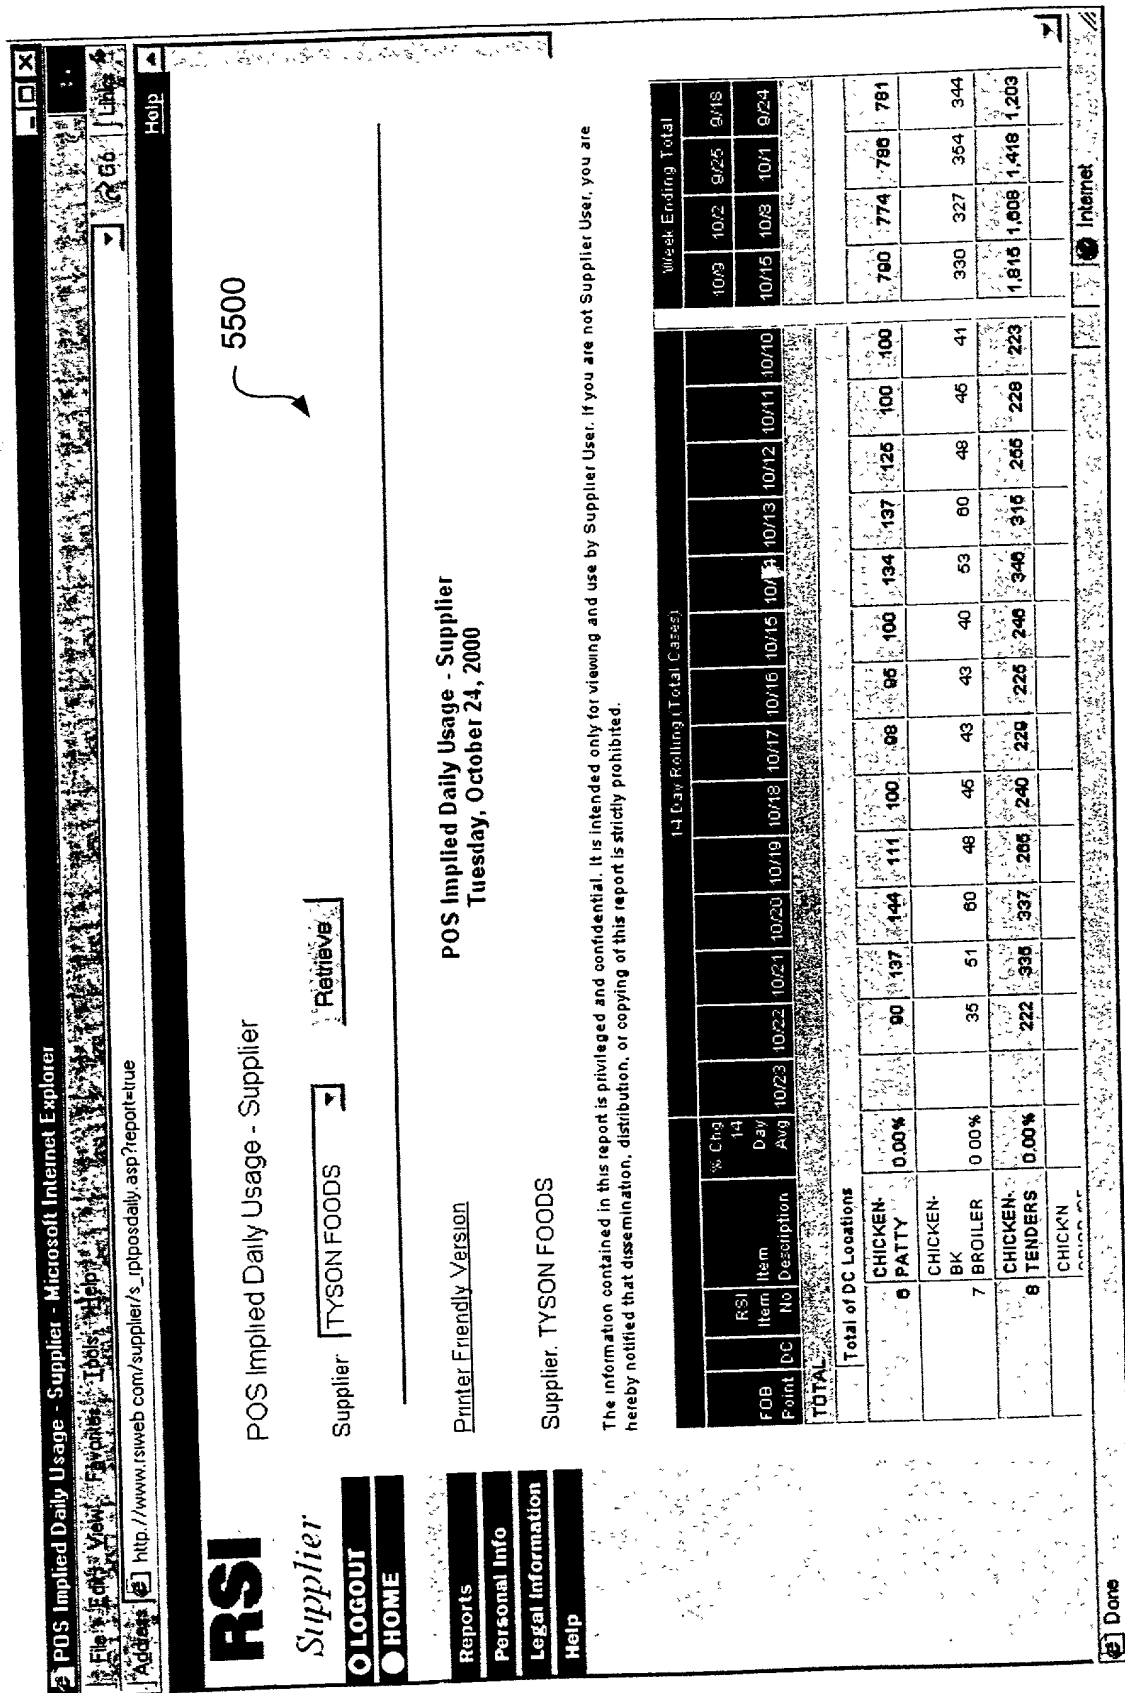 POS Implied Daily Usage - Supplier - Microsoft Internet Explorer
File Edit View Favorites Tools Help
Address http://www.rsiweb.com/supplier/s_rptposdaily.asp?report=true Go Links
Help
RSI
Supplier
LOGOUT
HOME
Reports
Personal Info
Legal Information
Help
5500
POS Implied Daily Usage - Supplier
Supplier TYSON FOODS Retrieve
POS Implied Daily Usage - Supplier
Tuesday, October 24, 2000
Printer Friendly Version
Supplier. TYSON FOODS
The information contained in this report is privileged and confidential. It is intended only for viewing and use by Supplier User. If you are not Supplier User, you are
hereby notified that dissemination, distribution, or copying of this report is strictly prohibited.
14 Day Rolling (Total Cases) Week Ending Total
% Chg 10/9 10/2 9/25 9/18
RSI 14
FOB Item Item Day
Point DC No Description Avg 10/23 10/22 10/21 10/20 10/19 10/18 10/17 10/16 10/15 10/13 10/12 10/11 10/10 10/15 10/8 10/1 9/24
TOTAL
Total of DC Locations
CHICKEN-
6 PATTY 0.00% 90 137 144 111 100 98 95 100 134 137 125 100 100 790 774 786 781
CHICKEN-
BK
7 BROILER 0 00% 35 51 60 48 45 43 43 40 53 60 48 45 41 330 327 354 344
CHICKEN-
8 TENDERS 0.00% 222 335 337 265 240 229 225 246 346 315 255 228 223 1,815 1,608 1,418 1,203
CHICK'N
Done Internet